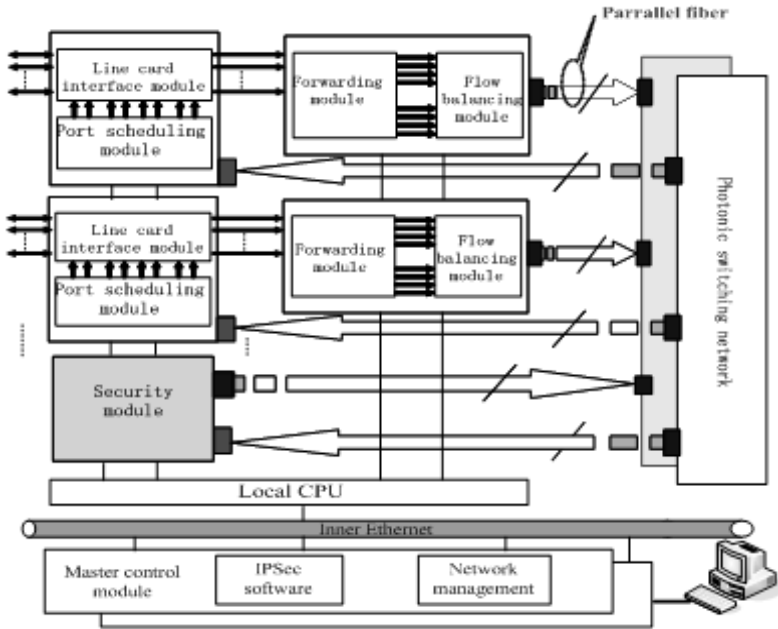 Parrallel fiber
Line card
interface module
Port scheduling
module
Forwarding
module
Flow
balancing
module
Line card
interface module
Port scheduling
module
Forwarding
module
Flow
balancing
module
Photonic switching network
Security
module
Local CPU
Inner Ethernet
Master control
module
IPSec
software
Network
management